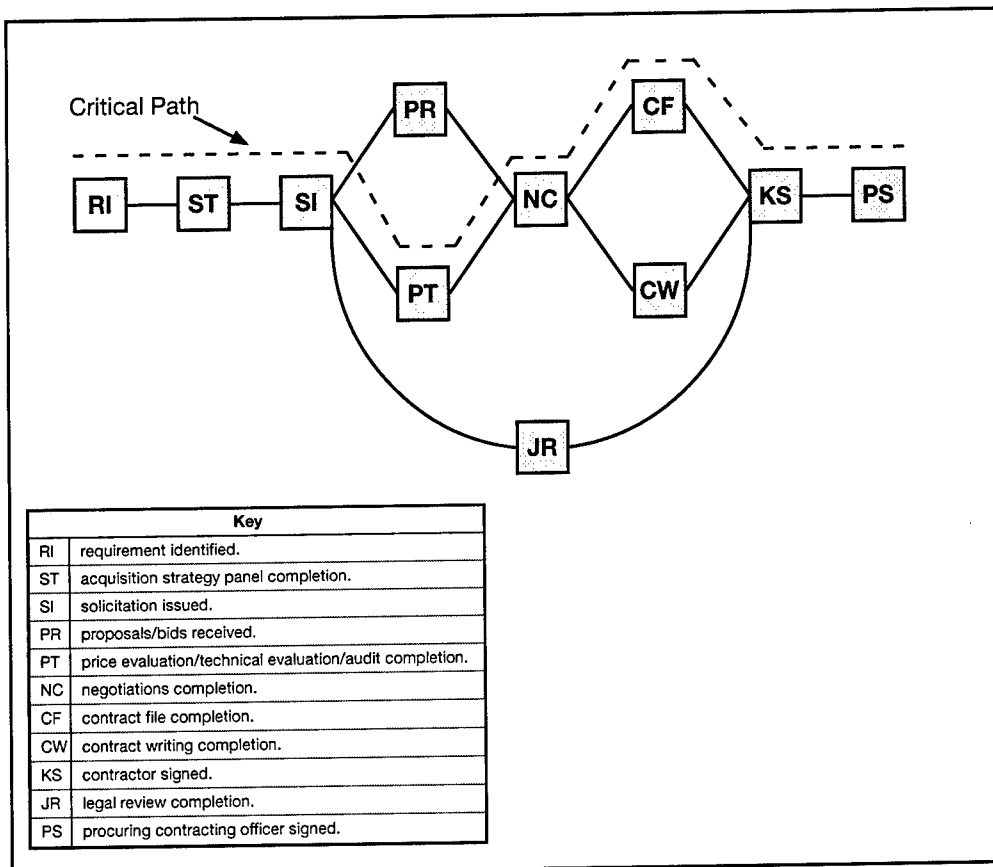 Critical Path
PR
CF
RI
ST
SI
NC
KS
PS
PT
CW
JR
Key
RI requirement identified.
ST acquisition strategy panel completion.
SI solicitation issued.
PR proposals/bids received.
PT price evaluation/technical evaluation/audit completion.
NC negotiations completion.
CF contract file completion.
CW contract writing completion.
KS contractor signed.
JR legal review completion.
PS procuring contracting officer signed.